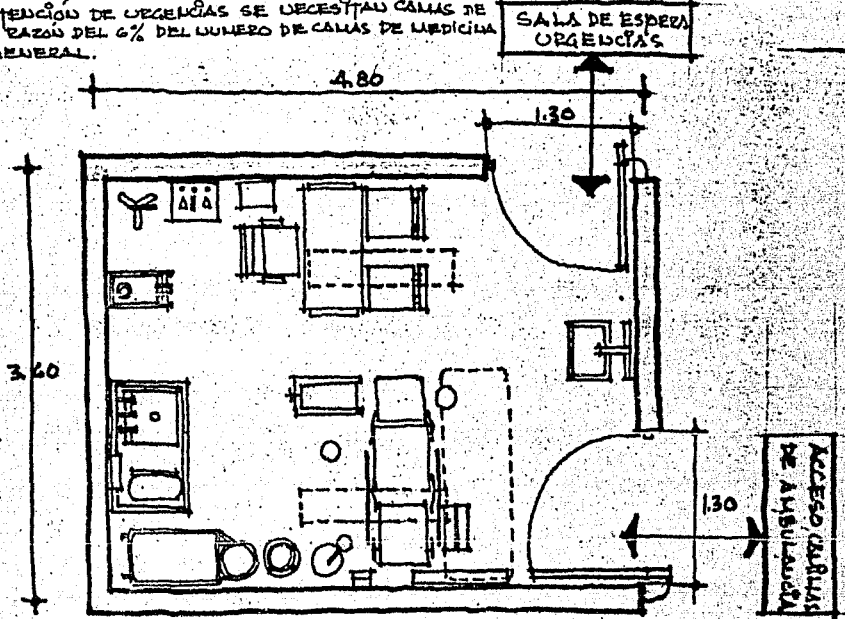 TENCIÓN DE URGENCIAS SE NECESITAN CAMAS DE
RAZÓN DEL 6% DEL NUMERO DE CAMAS DE MEDICINA
ENERAL.
SALA DE ESPERA
URGENCIAS
4.80
1.30
3.60
1.30
ACCESO CAMILLAS
DE AMBULANCIA